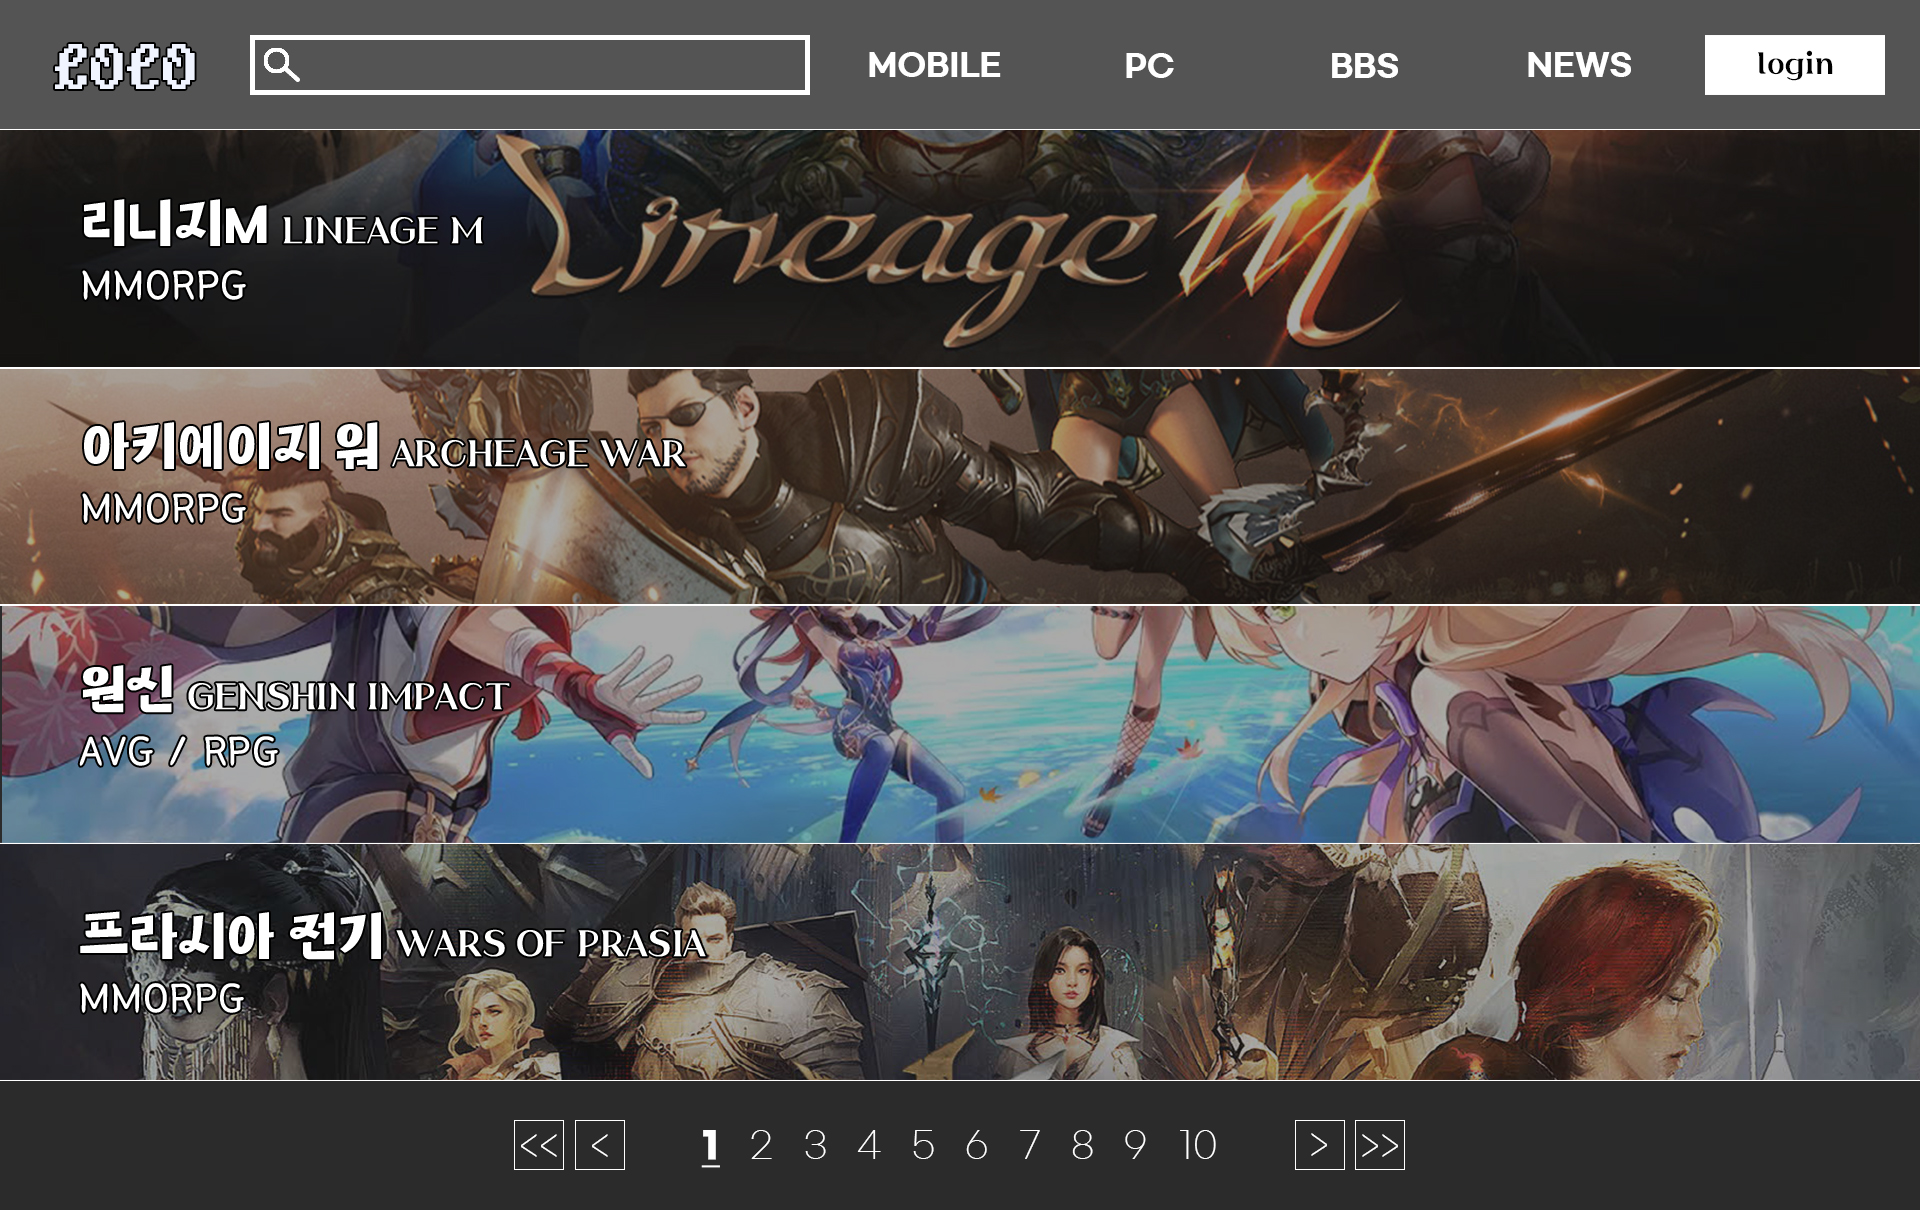 COCO
MOBILE PC BBS NEWS login
리니지M LINEAGE M
MMORPG
Lineage M
아키에이지 워 ARCHEAGE WAR
MMORPG
원신 GENSHIN IMPACT
AVG / RPG
프라시아 전기 WARS OF PRASIA
MMORPG
<< < 1 2 3 4 5 6 7 8 9 10 > >>